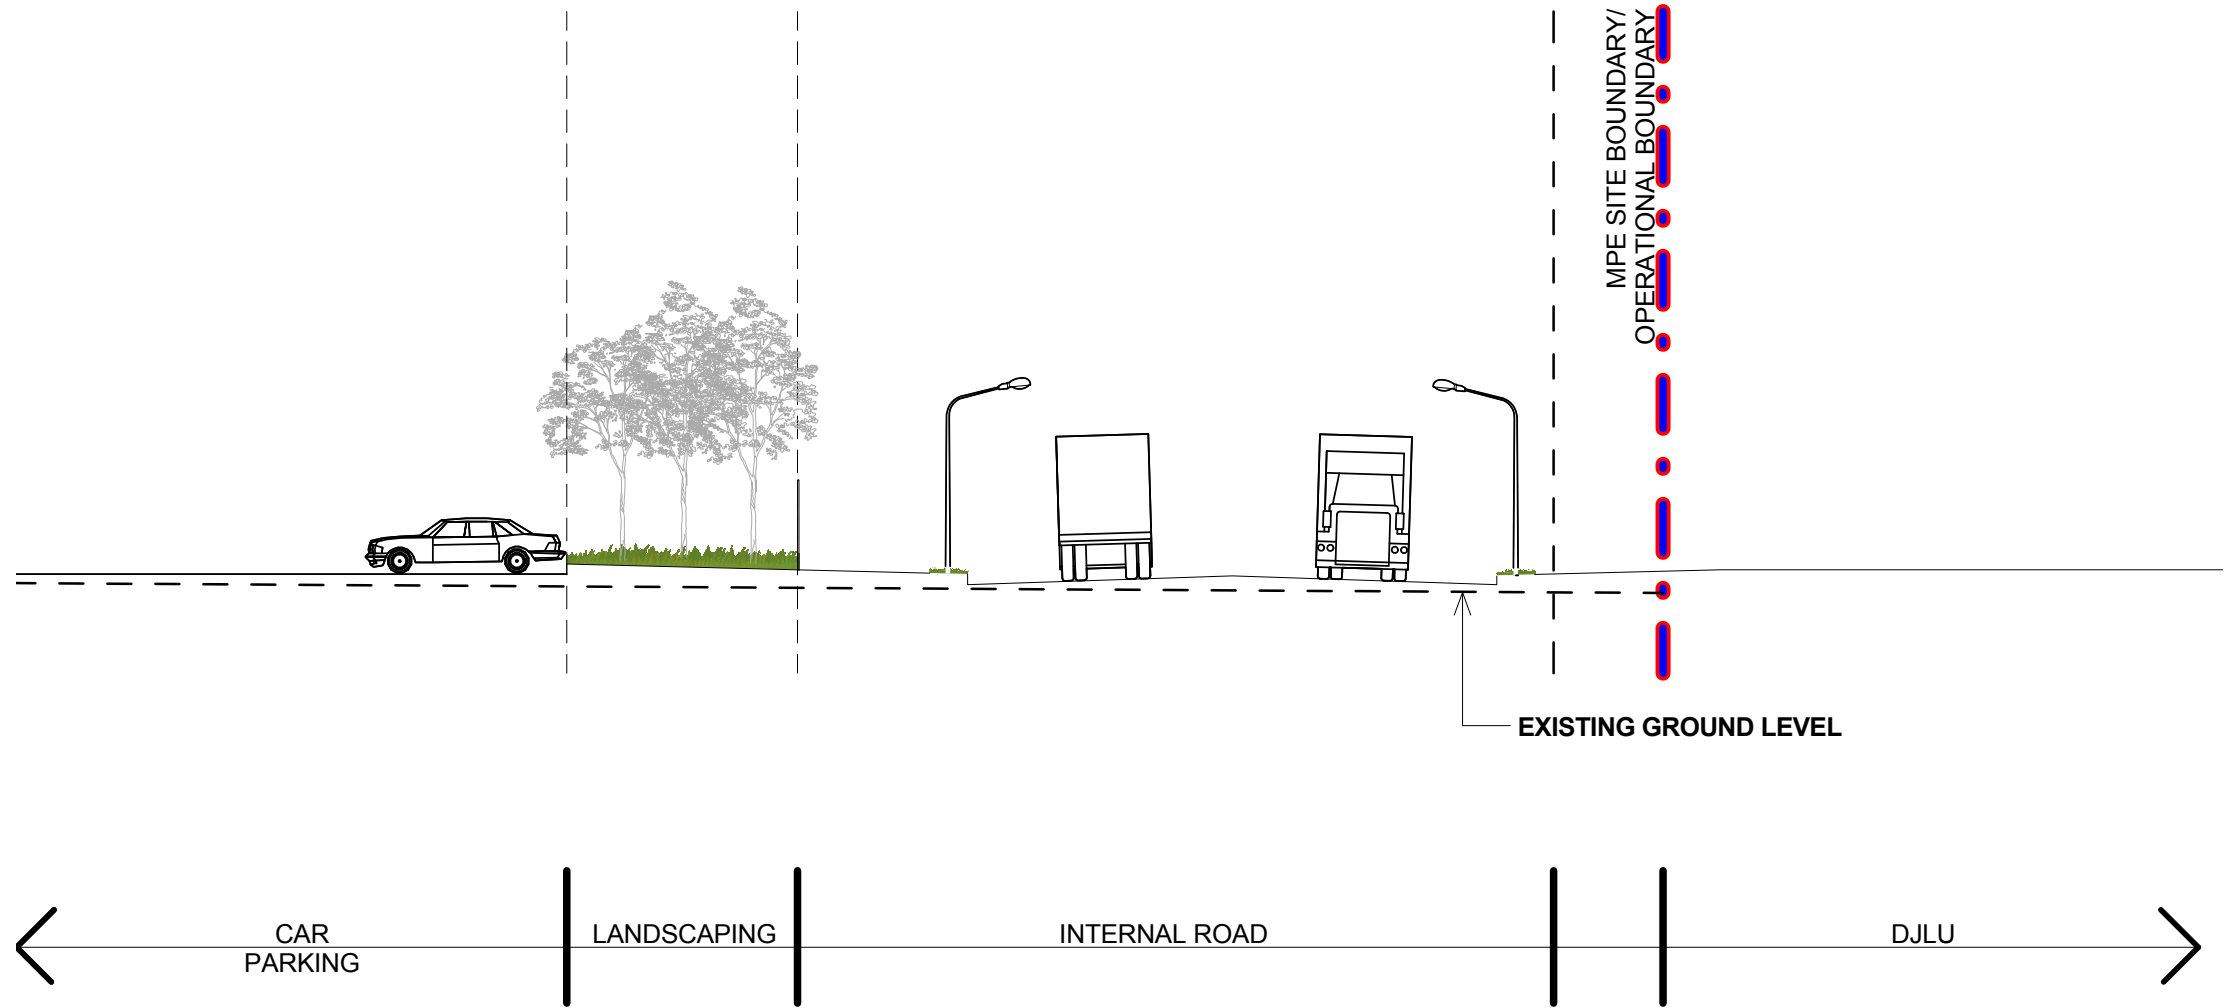 MPE SITE BOUNDARY/
OPERATIONAL BOUNDARY
EXISTING GROUND LEVEL
CAR
PARKING
LANDSCAPING
INTERNAL ROAD
DJLU